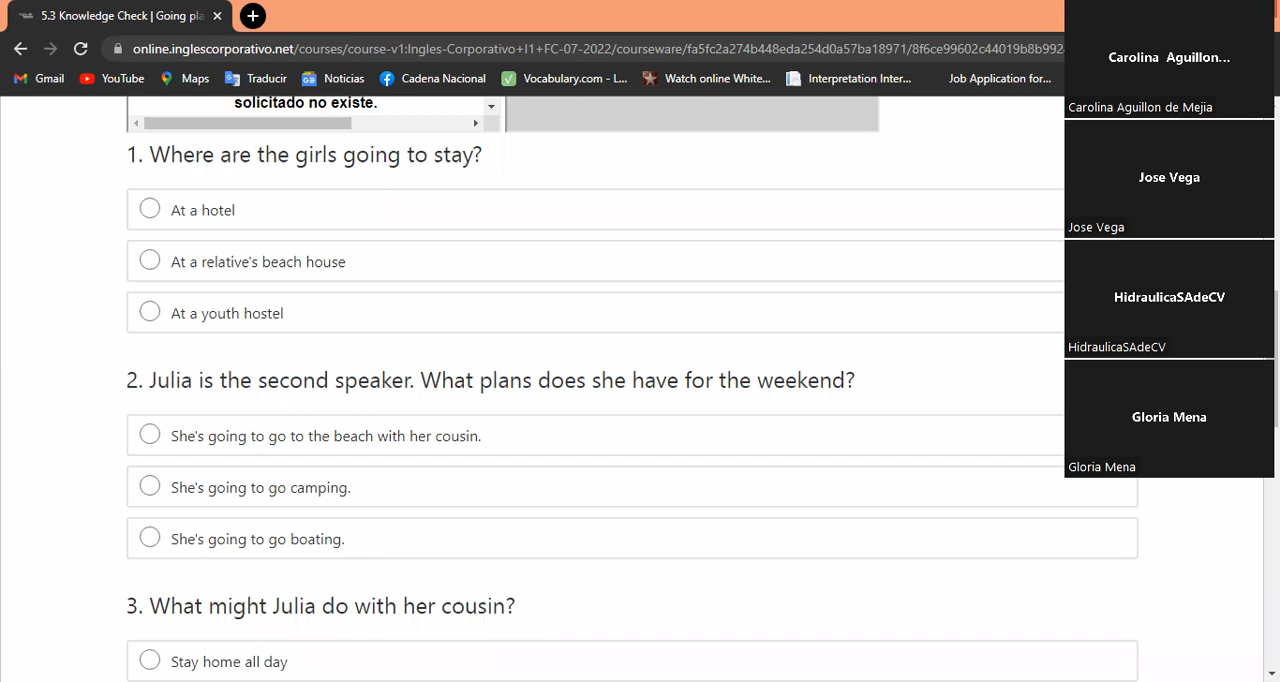 5.3 Knowledge Check | Going pla
online.inglescorporativo.net/courses/course-v1:Ingles-Corporativo+I1+FC-07-2022/courseware/fa5fc2a274b448eda254d0a57ba18971/8f6ce99602c44019b8b992
Gmail YouTube Maps Traducir Noticias Cadena Nacional Vocabulary.com - L... Watch online White... Interpretation Inter... Job Application for...
solicitado no existe.
1. Where are the girls going to stay?
At a hotel
At a relative's beach house
At a youth hostel
2. Julia is the second speaker. What plans does she have for the weekend?
She's going to go to the beach with her cousin.
She's going to go camping.
She's going to go boating.
3. What might Julia do with her cousin?
Stay home all day
Carolina Aguillon...
Carolina Aguillon de Mejia
Jose Vega
Jose Vega
HidraulicaSAdeCV
HidraulicaSAdeCV
Gloria Mena
Gloria Mena